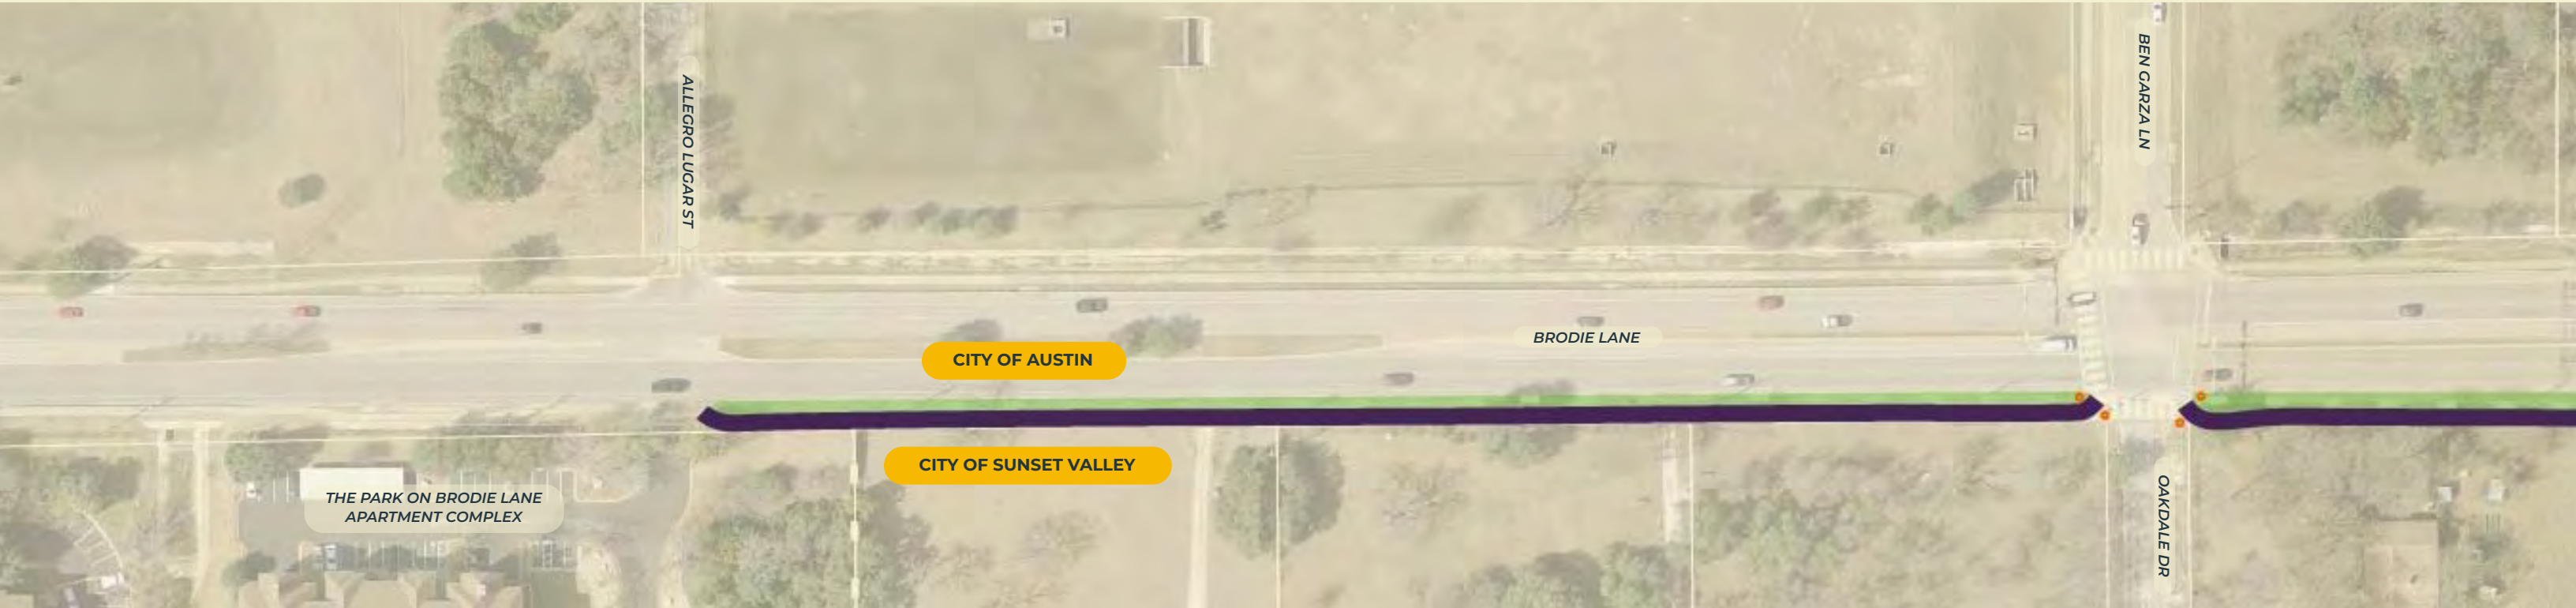 ALLEGRO LUGAR ST
BEN GARZA LN
BRODIE LANE
CITY OF AUSTIN
CITY OF SUNSET VALLEY
THE PARK ON BRODIE LANE
APARTMENT COMPLEX
OAKDALE DR